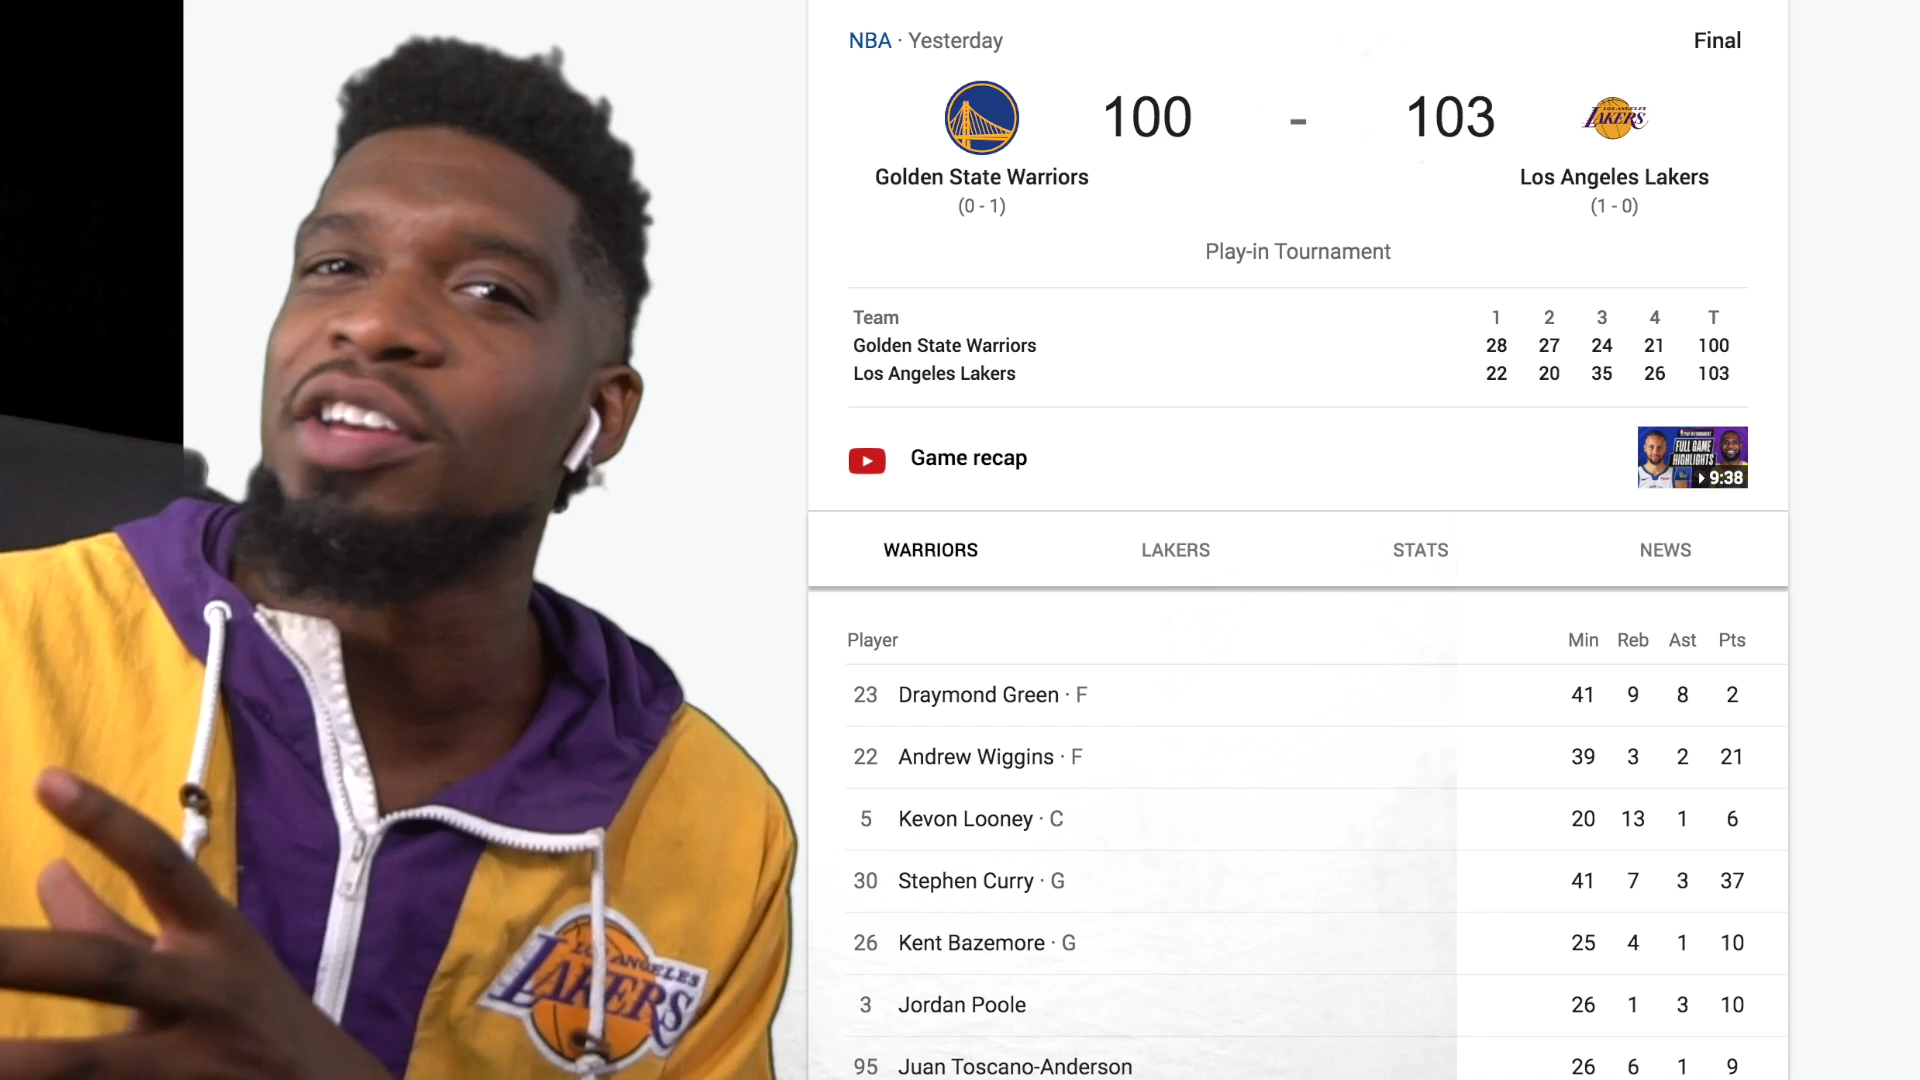 NBA · Yesterday
Final
100 - 103
LOS ANGELES
LAKERS
Golden State Warriors
Los Angeles Lakers
(0 - 1)
(1 - 0)
Play-in Tournament
Team 1 2 3 4 T
Golden State Warriors 28 27 24 21 100
Los Angeles Lakers 22 20 35 26 103
Game recap
FULL GAME
HIGHLIGHTS
9:38
WARRIORS LAKERS STATS NEWS
Player Min Reb Ast Pts
23 Draymond Green · F 41 9 8 2
22 Andrew Wiggins · F 39 3 2 21
5 Kevon Looney · C 20 13 1 6
30 Stephen Curry · G 41 7 3 37
26 Kent Bazemore · G 25 4 1 10
3 Jordan Poole 26 1 3 10
95 Juan Toscano-Anderson 26 6 1 9
LOS ANGELES
LAKERS